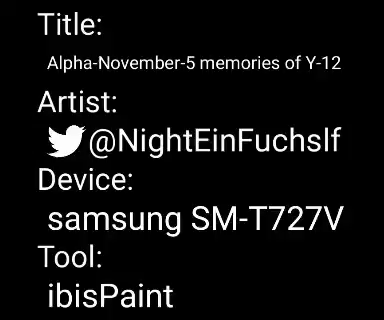 Title:
Alpha-November-5 memories of Y-12
Artist:
@NightEinFuchslf
Device:
samsung SM-T727V
Tool:
ibisPaint